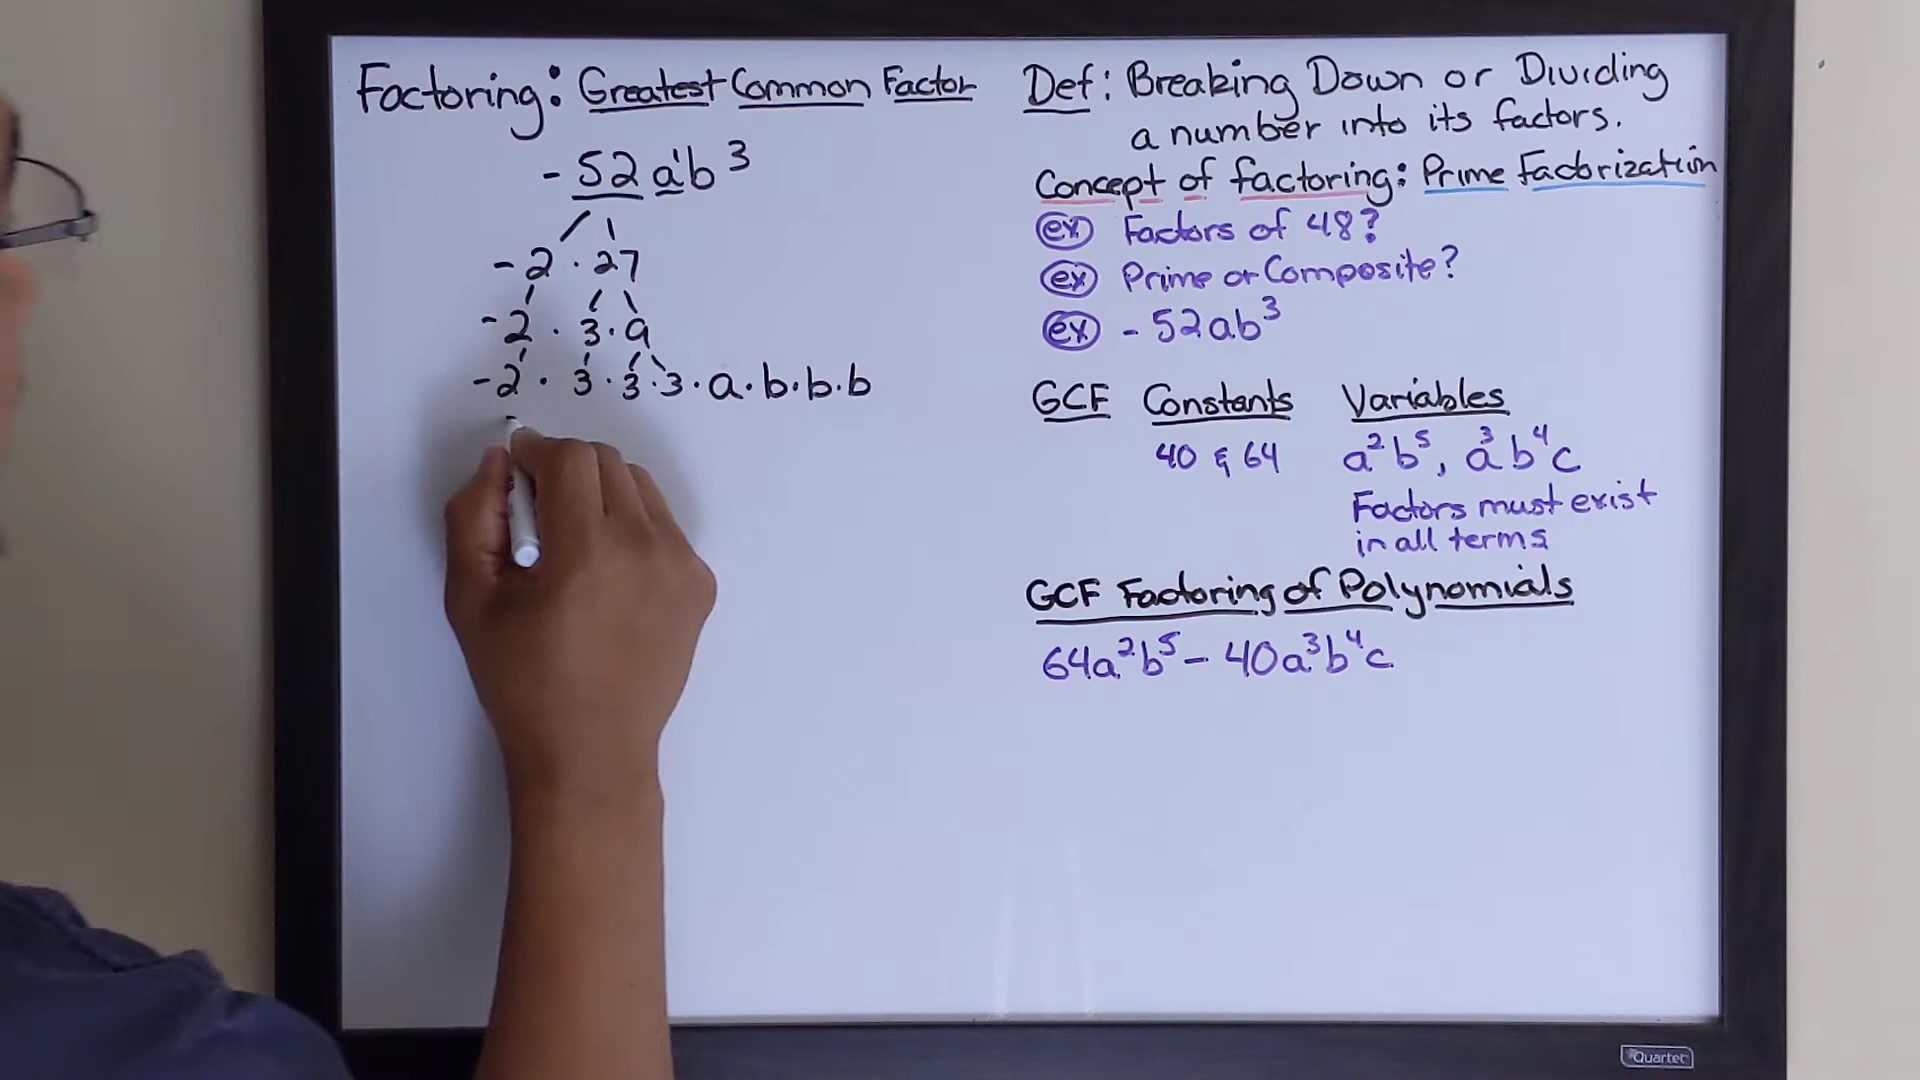 Factoring: Greatest Common Factor
- 52a¹b³
-2 · 27
-2 · 3 · 9
-2 · 3 · 3 · 3 · a · b · b · b
-
Def: Breaking Down or Dividing
a number into its factors.
Concept of factoring: Prime Factorization
ex Factors of 48?
ex Prime or Composite?
ex - 52ab³
GCF Constants Variables
40 & 64 a²b⁵, a³b⁴c
Factors must exist
in all terms
GCF Factoring of Polynomials
64a²b⁵ - 40a³b⁴c
Quartet